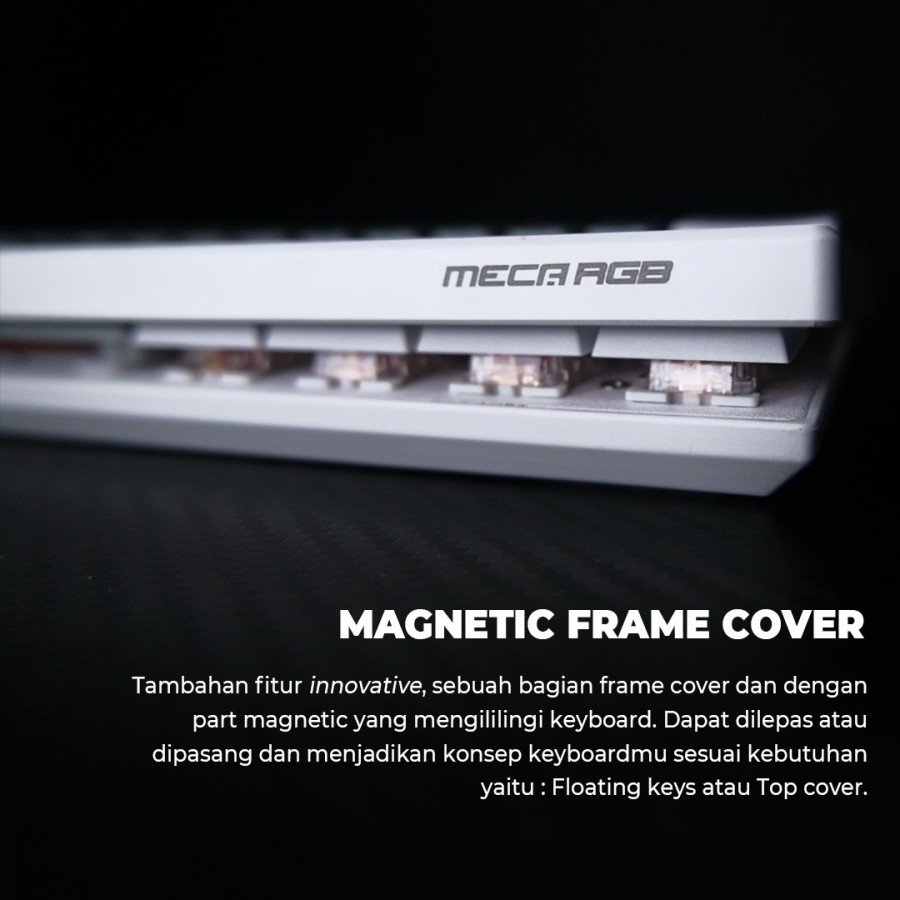 MECA RGB
MAGNETIC FRAME COVER
Tambahan fitur innovative, sebuah bagian frame cover dan dengan
part magnetic yang mengililingi keyboard. Dapat dilepas atau
dipasang dan menjadikan konsep keyboardmu sesuai kebutuhan
yaitu : Floating keys atau Top cover.